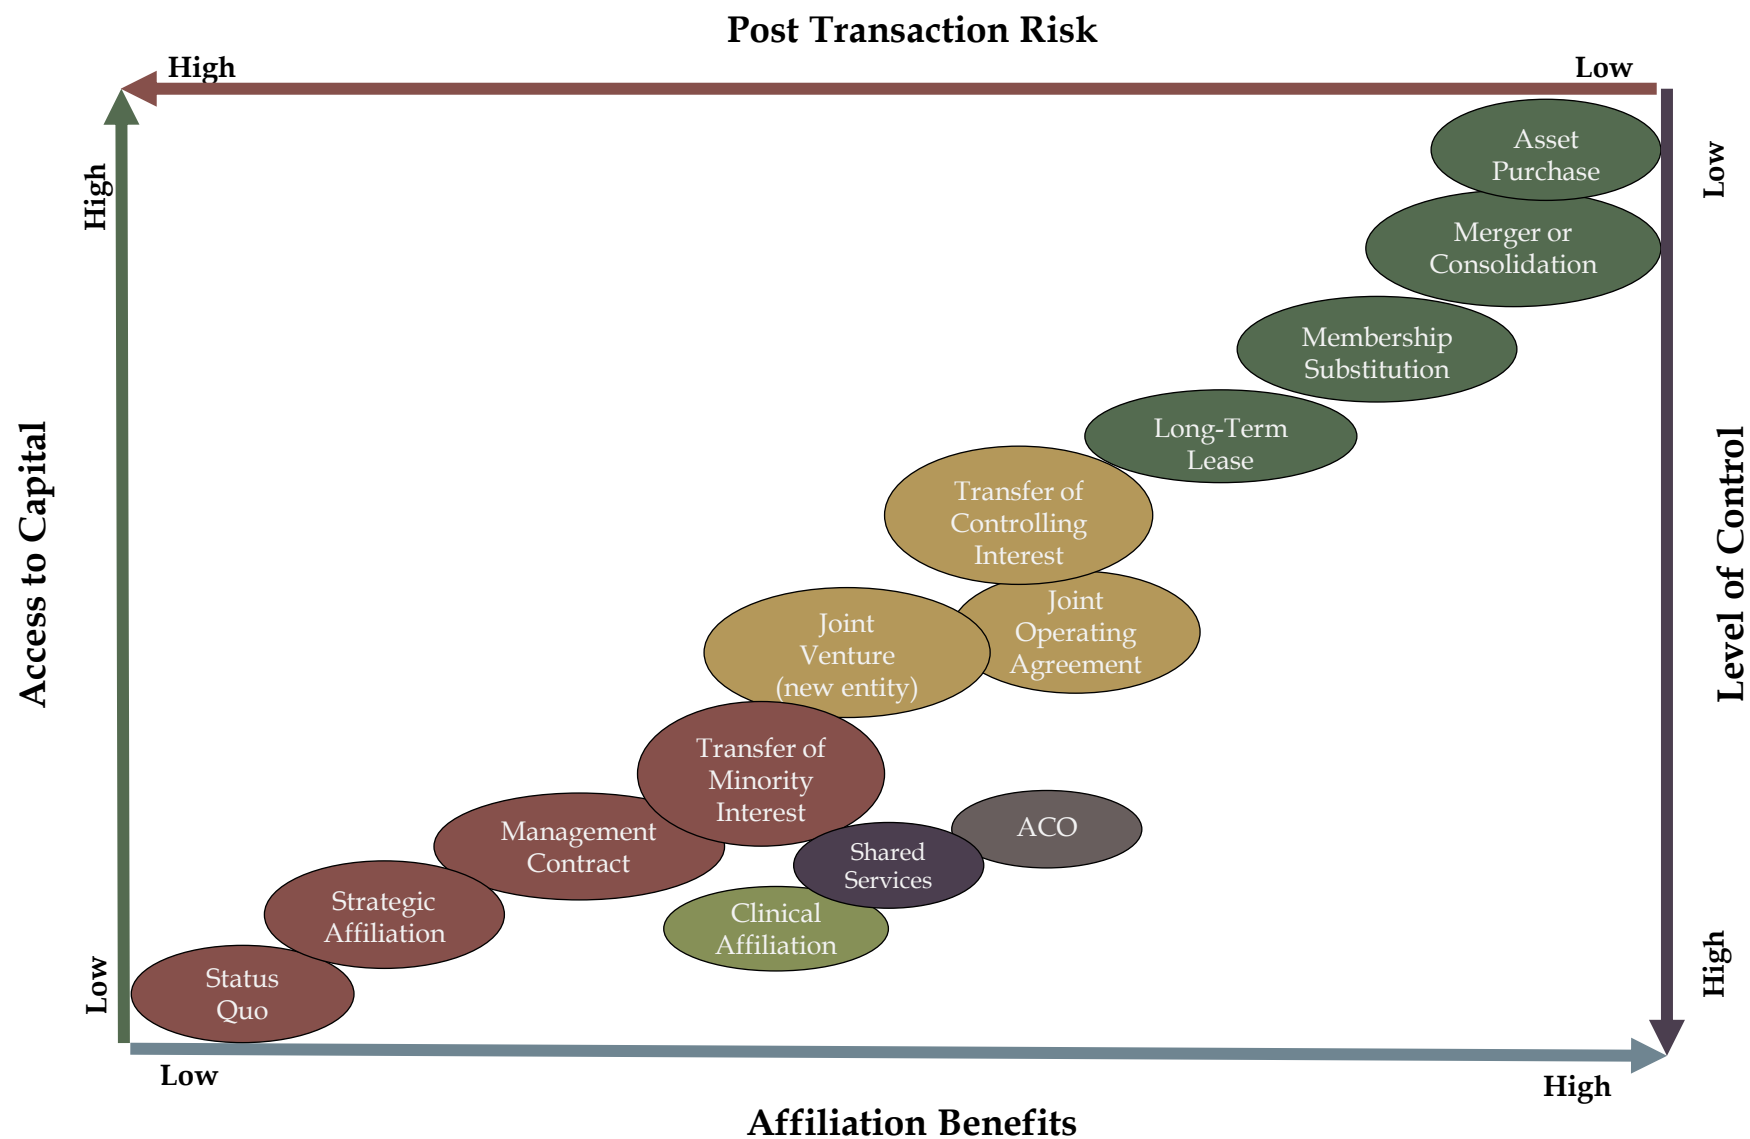 Post Transaction Risk
High
Low
High
Low
Access to Capital
Level of Control
Asset
Purchase
Merger or
Consolidation
Membership
Substitution
Long-Term
Lease
Transfer of
Controlling
Interest
Joint
Operating
Agreement
Joint
Venture
(new entity)
Transfer of
Minority
Interest
ACO
Management
Contract
Shared
Services
Strategic
Affiliation
Clinical
Affiliation
Status
Quo
Low
High
Low
High
Affiliation Benefits